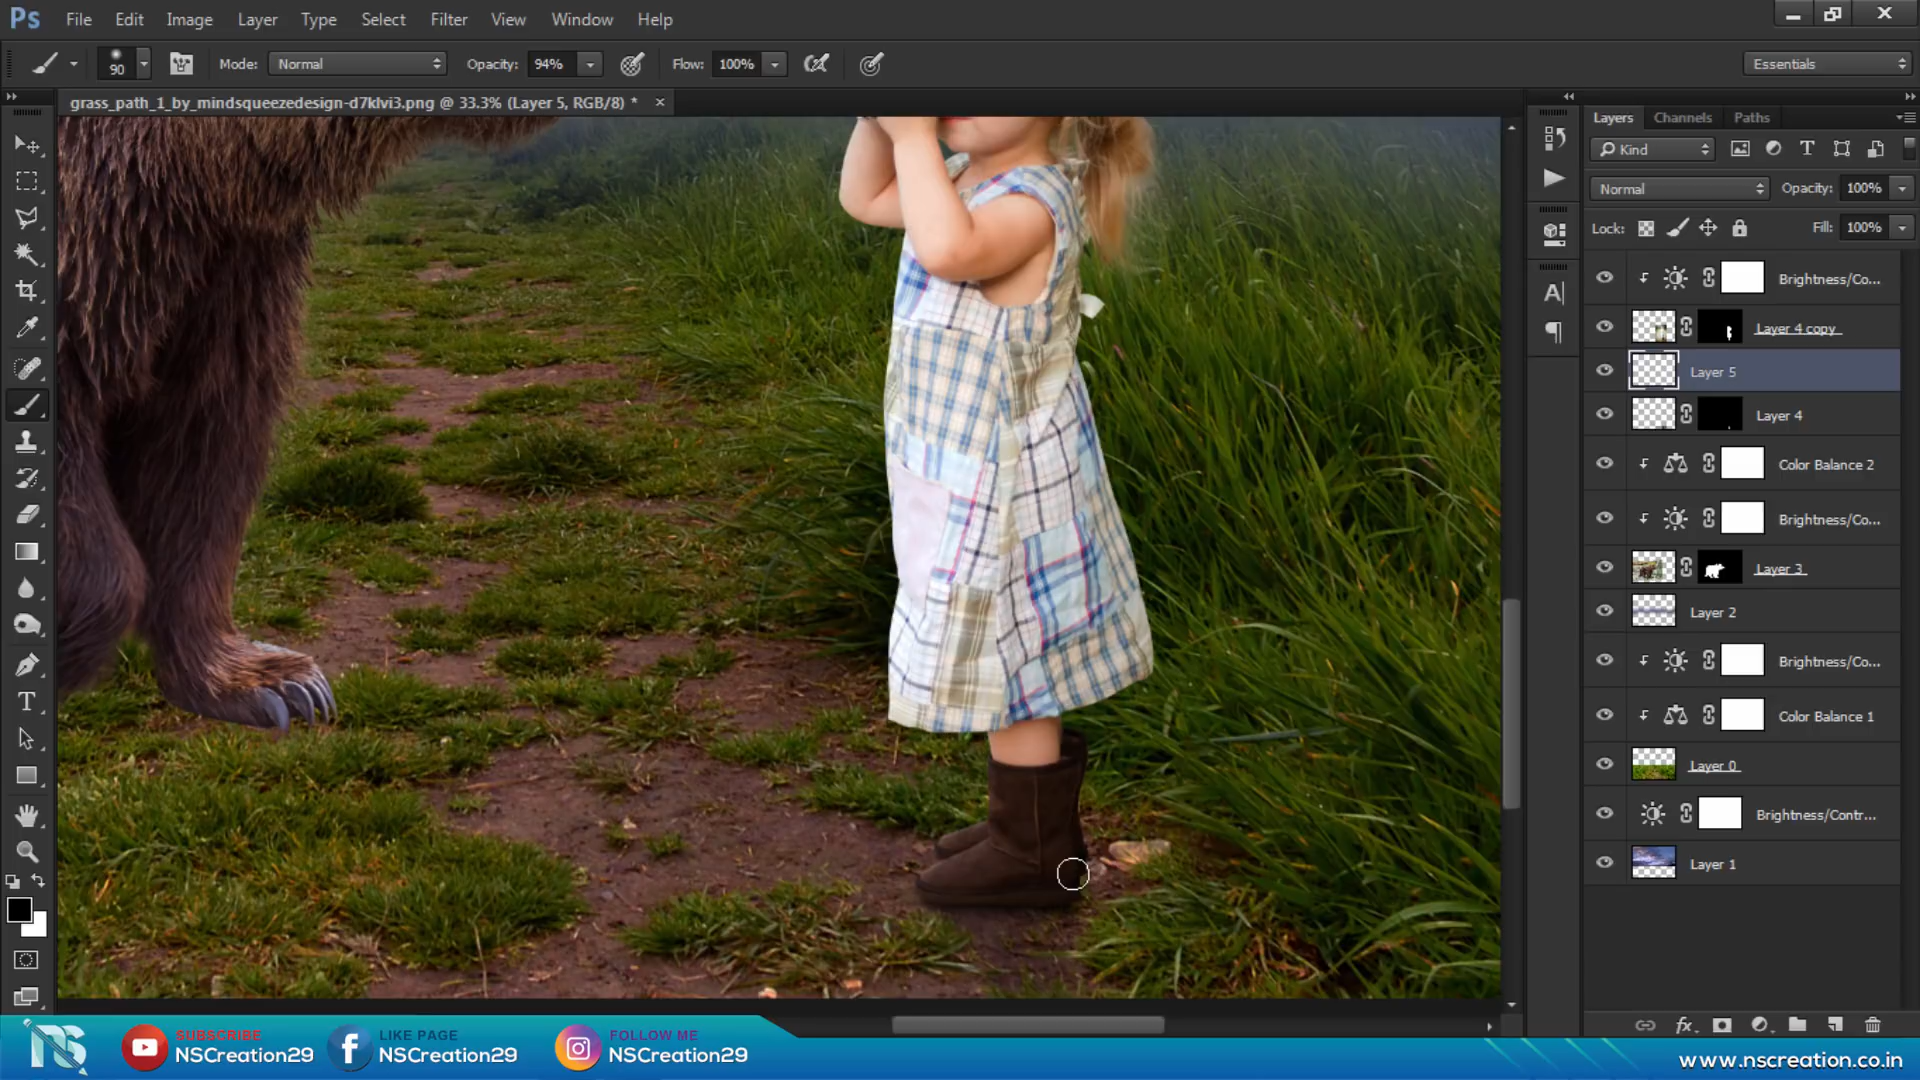 Ps File Edit Image Layer Type Select Filter View Window Help
90 Mode: Normal Opacity: 94% Flow: 100% Essentials
grass_path_1_by_mindsqueezedesign-d7klvi3.png @ 33.3% (Layer 5, RGB/8) *
Layers Channels Paths
Kind
Normal Opacity: 100%
Lock: Fill: 100%
Brightness/Co...
Layer 4 copy
Layer 5
Layer 4
Color Balance 2
Brightness/Co...
Layer 3
Layer 2
Brightness/Co...
Color Balance 1
Layer 0
Brightness/Contr...
Layer 1
NS
SUBSCRIBE
NSCreation29
LIKE PAGE
NSCreation29
FOLLOW ME
NSCreation29
www.nscreation.co.in